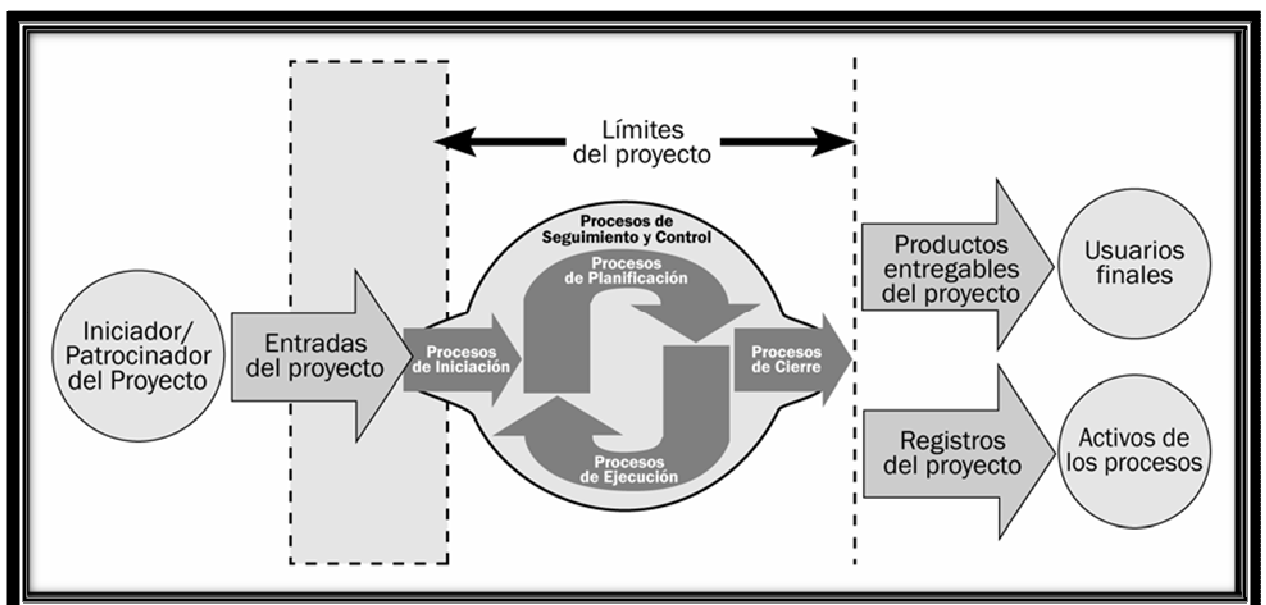 Límites
del proyecto
Iniciador/
Patrocinador
del Proyecto
Entradas
del proyecto
Procesos
de Iniciación
Procesos de
Seguimiento y Control
Procesos
de Planificación
Procesos
de Ejecución
Procesos
de Cierre
Productos
entregables
del proyecto
Usuarios
finales
Registros
del proyecto
Activos de
los procesos